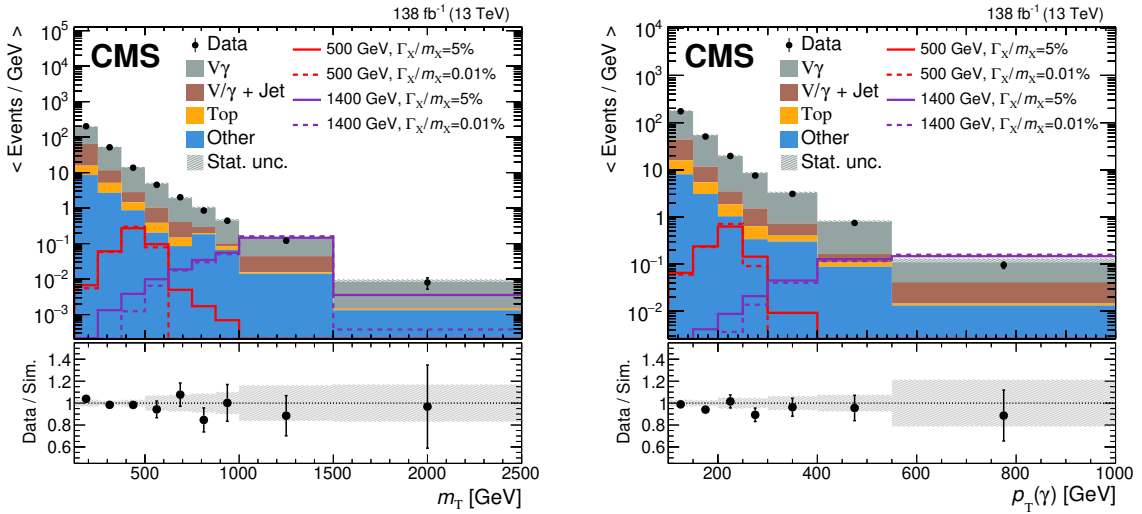 138 fb⁻¹ (13 TeV)
CMS
Data
Vγ
V/γ + Jet
Top
Other
Stat. unc.
500 GeV, Γ_X/m_X=5%
500 GeV, Γ_X/m_X=0.01%
1400 GeV, Γ_X/m_X=5%
1400 GeV, Γ_X/m_X=0.01%
< Events / GeV >
10⁵
10⁴
10³
10²
10
1
10⁻¹
10⁻²
10⁻³
Data / Sim.
1.4
1.2
1
0.8
0.6
500 1000 1500 2000 2500
m_T [GeV]
138 fb⁻¹ (13 TeV)
CMS
Data
Vγ
V/γ + Jet
Top
Other
Stat. unc.
500 GeV, Γ_X/m_X=5%
500 GeV, Γ_X/m_X=0.01%
1400 GeV, Γ_X/m_X=5%
1400 GeV, Γ_X/m_X=0.01%
< Events / GeV >
10⁴
10³
10²
10
1
10⁻¹
10⁻²
Data / Sim.
1.4
1.2
1
0.8
0.6
200 400 600 800 1000
p_T(γ) [GeV]